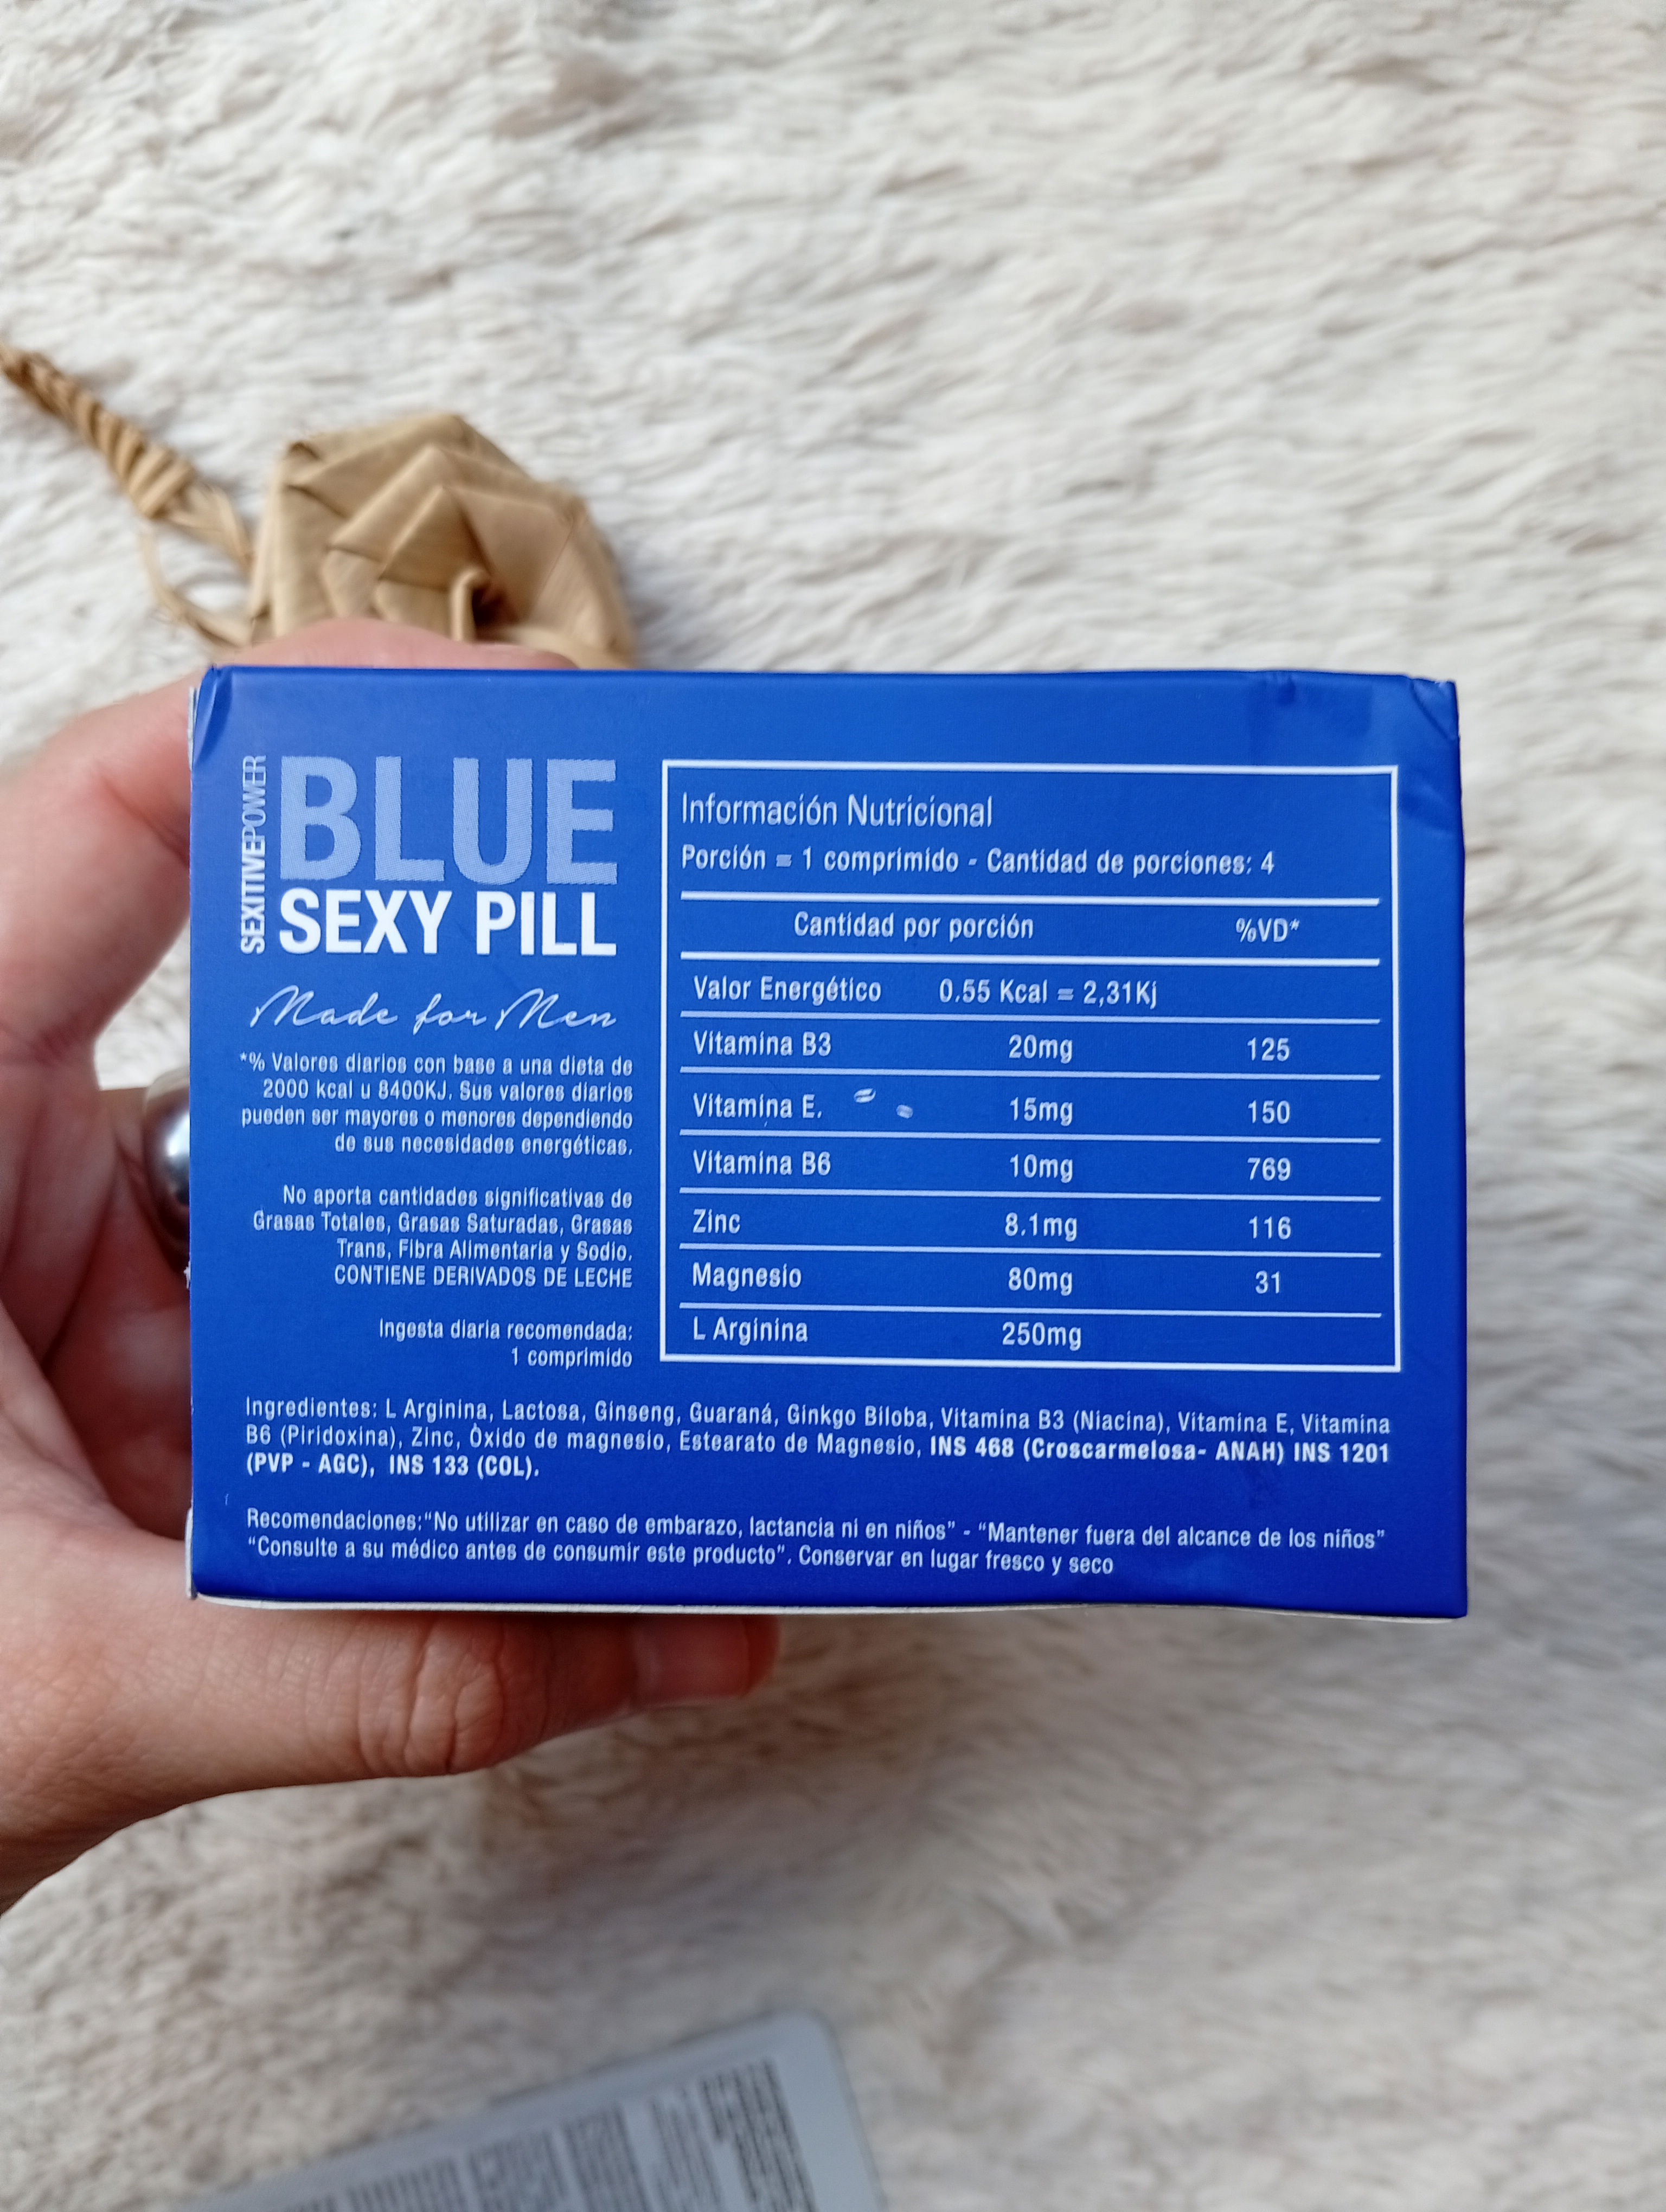 SEXITIVEPOWER
BLUE
SEXY PILL
Made for Men
*% Valores diarios con base a una dieta de
2000 kcal u 8400KJ. Sus valores diarios
pueden ser mayores o menores dependiendo
de sus necesidades energéticas.
No aporta cantidades significativas de
Grasas Totales, Grasas Saturadas, Grasas
Trans, Fibra Alimentaria y Sodio.
CONTIENE DERIVADOS DE LECHE
Ingesta diaria recomendada:
1 comprimido
Información Nutricional
Porción = 1 comprimido - Cantidad de porciones: 4
Cantidad por porción %VD*
Valor Energético 0.55 Kcal = 2,31Kj
Vitamina B3 20mg 125
Vitamina E. 15mg 150
Vitamina B6 10mg 769
Zinc 8.1mg 116
Magnesio 80mg 31
L Arginina 250mg
Ingredientes: L Arginina, Lactosa, Ginseng, Guaraná, Ginkgo Biloba, Vitamina B3 (Niacina), Vitamina E, Vitamina
B6 (Piridoxina), Zinc, Òxido de magnesio, Estearato de Magnesio, INS 468 (Croscarmelosa- ANAH) INS 1201
(PVP - AGC), INS 133 (COL).
Recomendaciones:“No utilizar en caso de embarazo, lactancia ni en niños” - “Mantener fuera del alcance de los niños”
“Consulte a su médico antes de consumir este producto”. Conservar en lugar fresco y seco